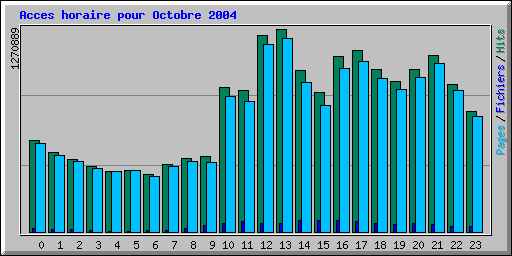 Acces horaire pour Octobre 2004
1270889
Pages / Fichiers / Hits
0 1 2 3 4 5 6 7 8 9 10 11 12 13 14 15 16 17 18 19 20 21 22 23